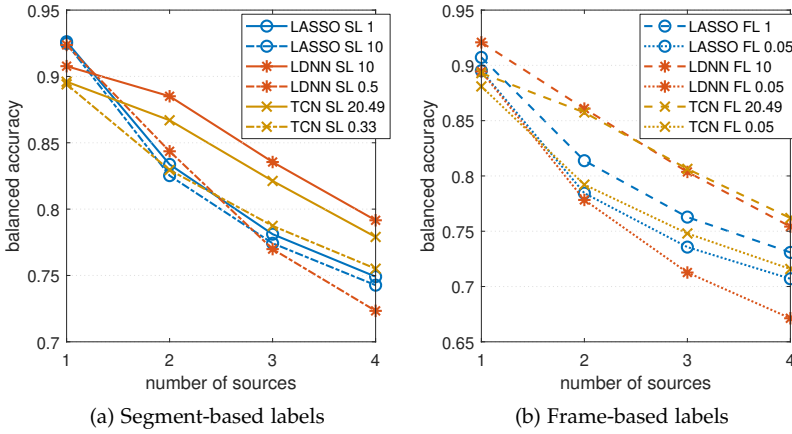 0.95
0.9
0.85
0.8
0.75
0.7
balanced accuracy
1 2 3 4
number of sources
LASSO SL 1
LASSO SL 10
LDNN SL 10
LDNN SL 0.5
TCN SL 20.49
TCN SL 0.33
(a) Segment-based labels
0.95
0.9
0.85
0.8
0.75
0.7
0.65
balanced accuracy
1 2 3 4
number of sources
LASSO FL 1
LASSO FL 0.05
LDNN FL 10
LDNN FL 0.05
TCN FL 20.49
TCN FL 0.05
(b) Frame-based labels